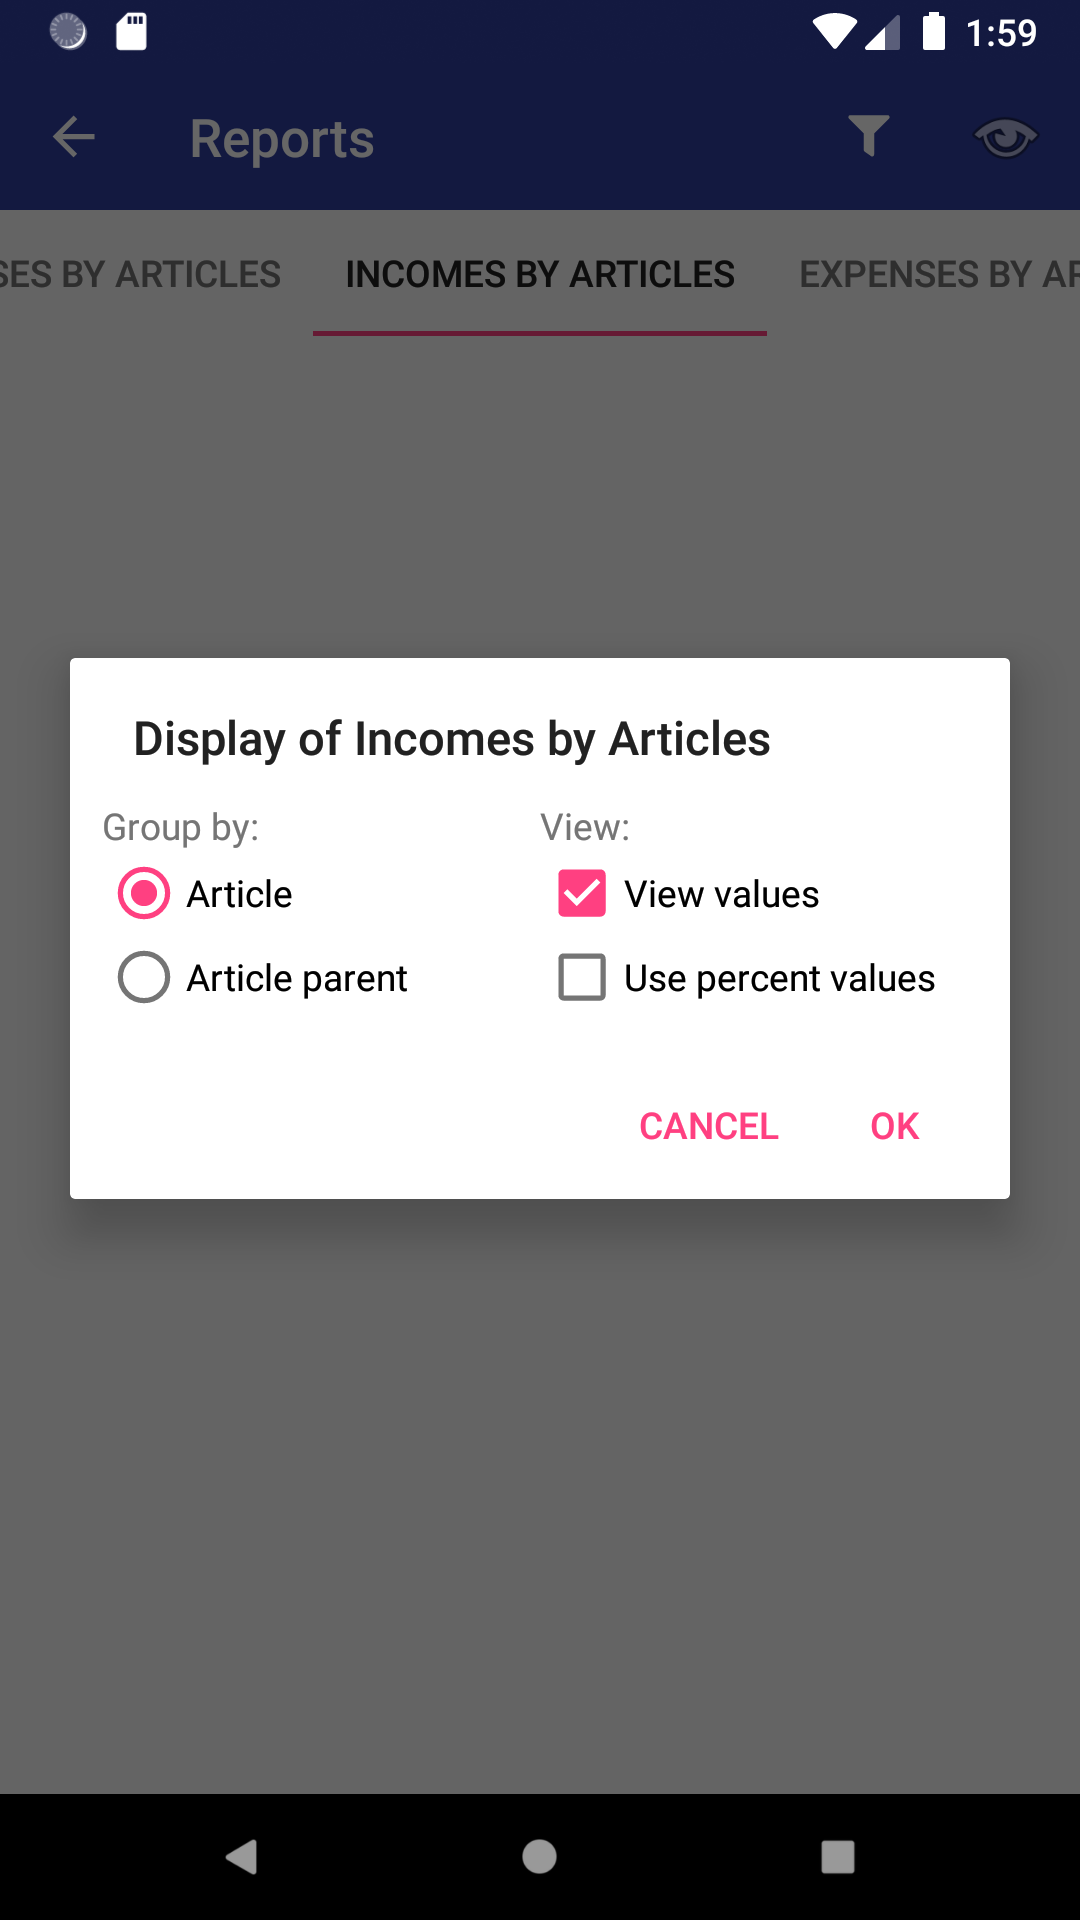 1:59
Reports
SES BY ARTICLES INCOMES BY ARTICLES EXPENSES BY AR
Display of Incomes by Articles
Group by:
Article
Article parent
View:
View values
Use percent values
CANCEL OK